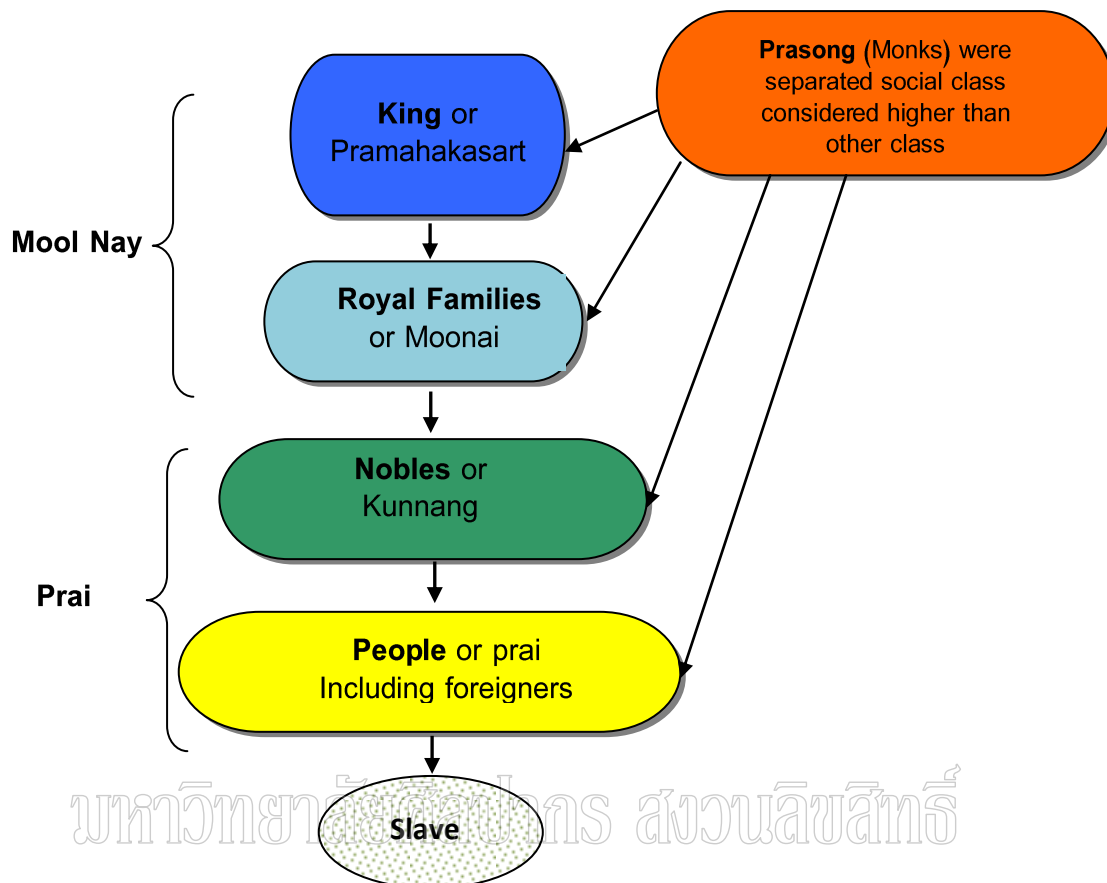 Prasong (Monks) were
separated social class
considered higher than
other class
King or
Pramahakasart
Mool Nay
Royal Families
or Moonai
Nobles or
Kunnang
Prai
People or prai
Including foreigners
มหาวิทยาลัยศิลปากร สงวนลิขสิทธิ์
Slave